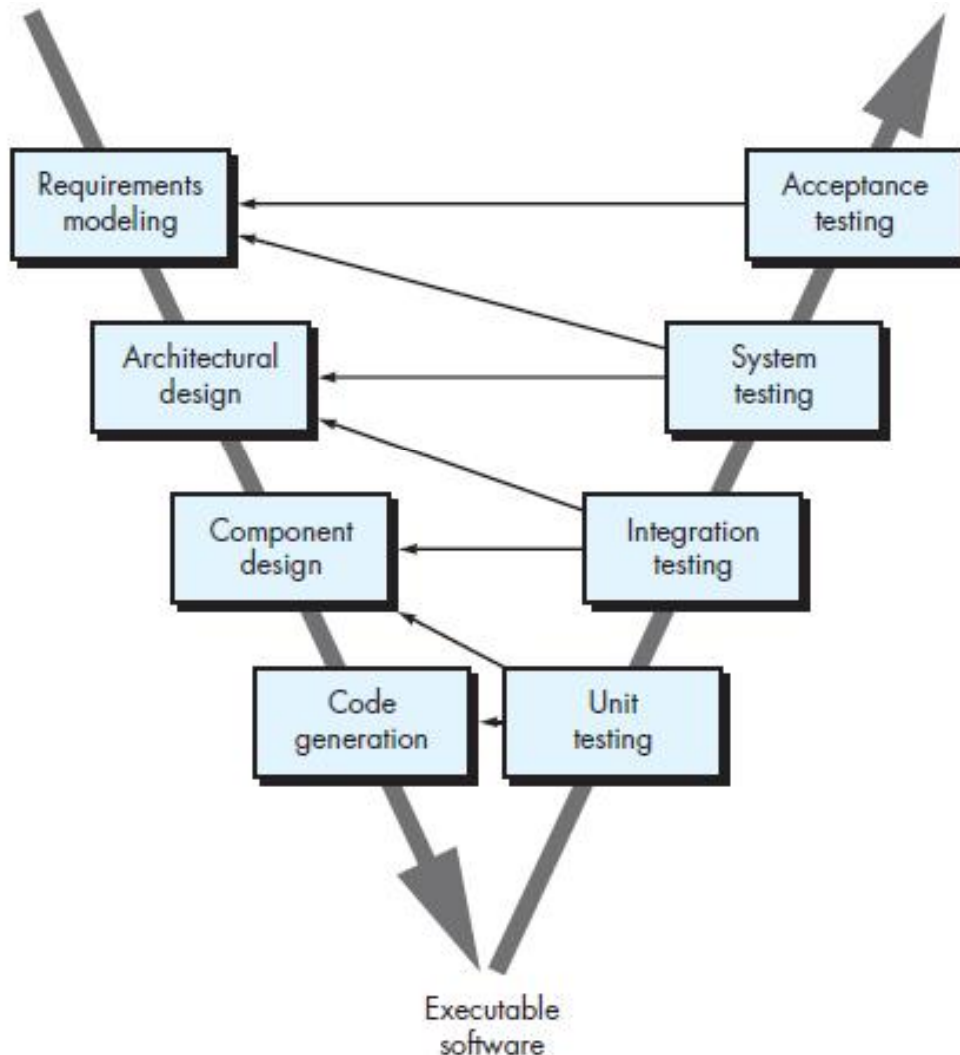 Requirements
modeling
Acceptance
testing
Architectural
design
System
testing
Component
design
Integration
testing
Code
generation
Unit
testing
Executable
software